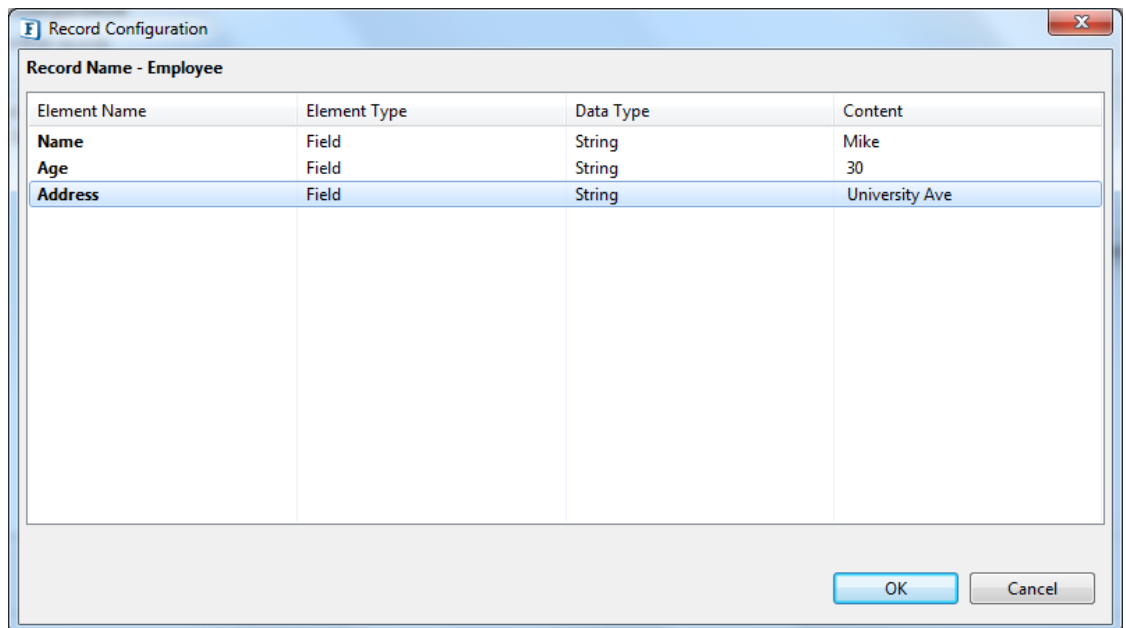 Record Configuration
Record Name - Employee
Element Name Element Type Data Type Content
Name Field String Mike
Age Field String 30
Address Field String University Ave
OK Cancel